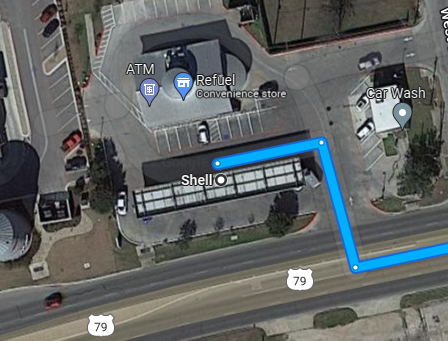 ATM
Refuel
Convenience store
Car Wash
Shell
79
79